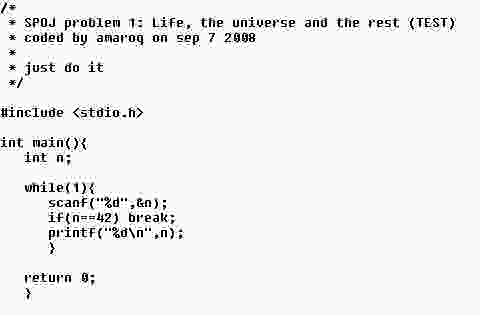 /*
 * SPOJ problem 1: Life, the universe and the rest (TEST)
 * coded by amaroq on sep 7 2008
 *
 * just do it
 */
#include <stdio.h>
int main(){
   int n;
   while(1){
      scanf("%d",&n);
      if(n==42) break;
      printf("%d\n",n);
      }
   return 0;
   }